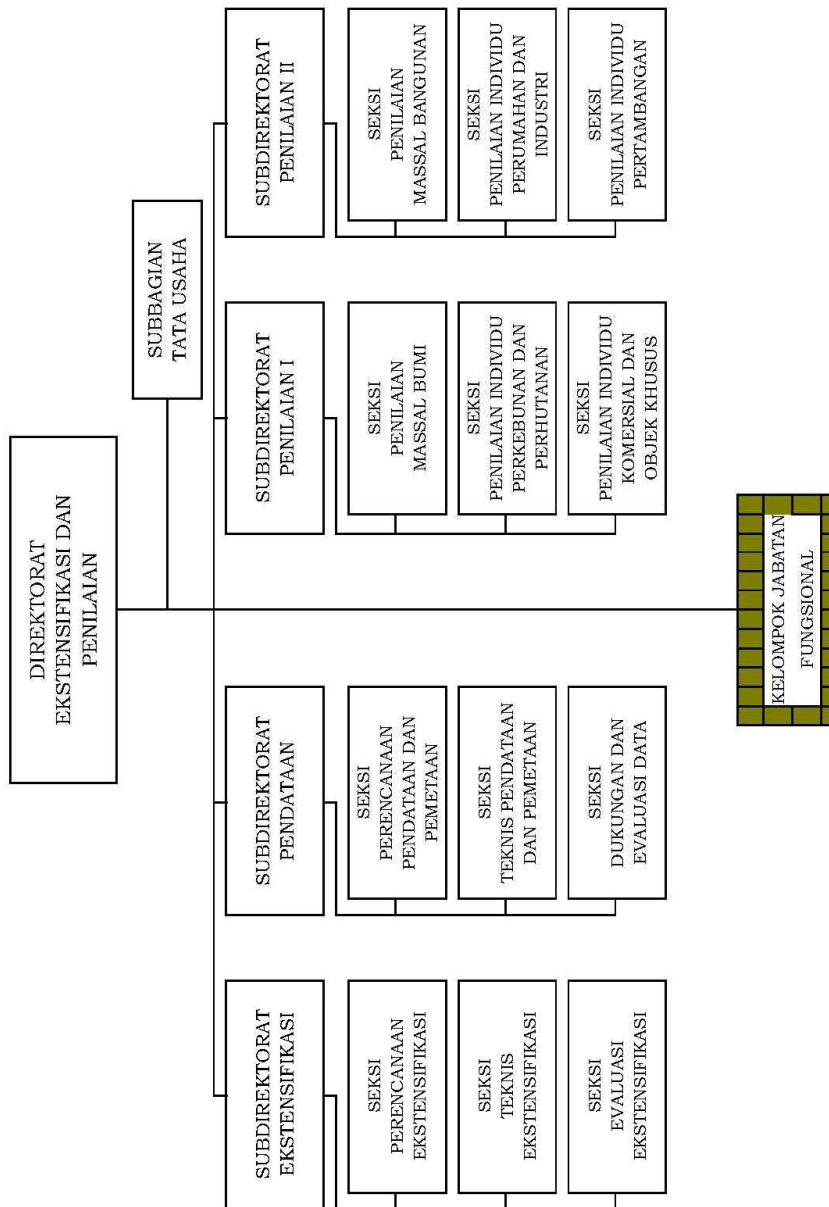 DIREKTORAT
EKSTENSIFIKASI DAN
PENILAIAN
SUBBAGIAN
TATA USAHA
SUBDIREKTORAT
EKSTENSIFIKASI
SEKSI
PERENCANAAN
EKSTENSIFIKASI
SEKSI
TEKNIS
EKSTENSIFIKASI
SEKSI
EVALUASI
EKSTENSIFIKASI
SUBDIREKTORAT
PENDATAAN
SEKSI
PERENCANAAN
PENDATAAN DAN
PEMETAAN
SEKSI
TEKNIS PENDATAAN
DAN PEMETAAN
SEKSI
DUKUNGAN DAN
EVALUASI DATA
SUBDIREKTORAT
PENILAIAN I
SEKSI
PENILAIAN
MASSAL BUMI
SEKSI
PENILAIAN INDIVIDU
PERKEBUNAN DAN
PERHUTANAN
SEKSI
PENILAIAN INDIVIDU
KOMERSIAL DAN
OBJEK KHUSUS
SUBDIREKTORAT
PENILAIAN II
SEKSI
PENILAIAN
MASSAL BANGUNAN
SEKSI
PENILAIAN INDIVIDU
PERUMAHAN DAN
INDUSTRI
SEKSI
PENILAIAN INDIVIDU
PERTAMBANGAN
KELOMPOK JABATAN
FUNGSIONAL